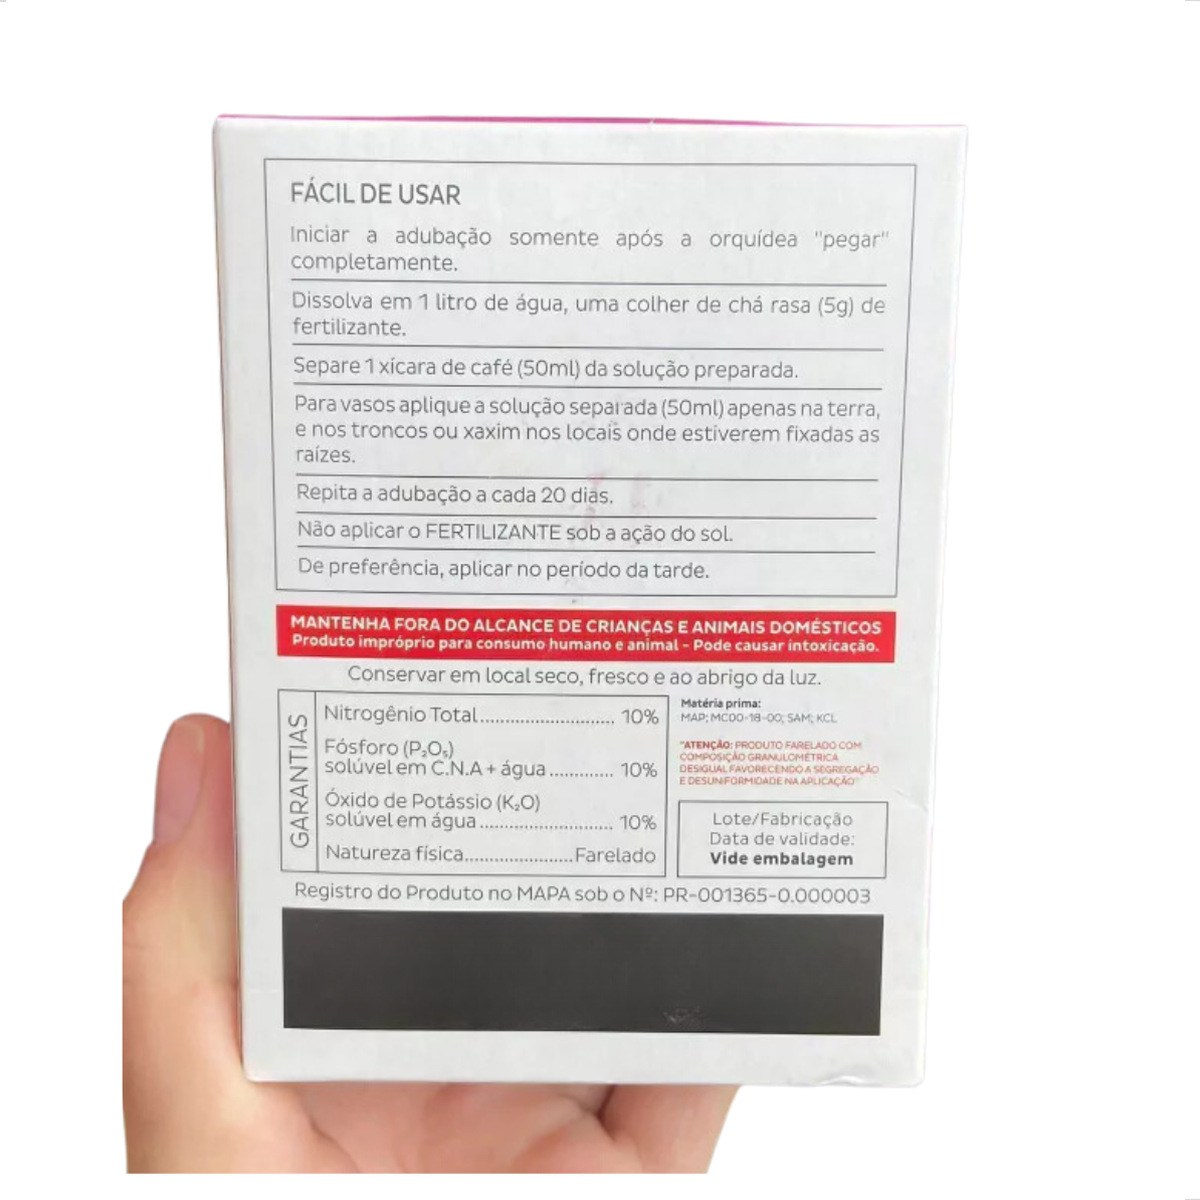 FÁCIL DE USAR
Iniciar a adubação somente após a orquídea "pegar"
completamente.
Dissolva em 1 litro de água, uma colher de chá rasa (5g) de
fertilizante.
Separe 1 xícara de café (50ml) da solução preparada.
Para vasos aplique a solução separada (50ml) apenas na terra,
e nos troncos ou xaxim nos locais onde estiverem fixadas as
raízes.
Repita a adubação a cada 20 dias.
Não aplicar o FERTILIZANTE sob a ação do sol.
De preferência, aplicar no período da tarde.
MANTENHA FORA DO ALCANCE DE CRIANÇAS E ANIMAIS DOMÉSTICOS
Produto impróprio para consumo humano e animal - Pode causar intoxicação.
Conservar em local seco, fresco e ao abrigo da luz.
GARANTIAS
Nitrogênio Total............................ 10%
Fósforo (P₂O₅)
solúvel em C.N.A + água............. 10%
Óxido de Potássio (K₂O)
solúvel em água........................... 10%
Natureza física......................Farelado
Matéria prima:
MAP; MC00-18-00; SAM; KCL
"ATENÇÃO: PRODUTO FARELADO COM
COMPOSIÇÃO GRANULOMÉTRICA
DESIGUAL FAVORECENDO A SEGREGAÇÃO
E DESUNIFORMIDADE NA APLICAÇÃO"
Lote/Fabricação
Data de validade:
Vide embalagem
Registro do Produto no MAPA sob o Nº: PR-001365-0.000003